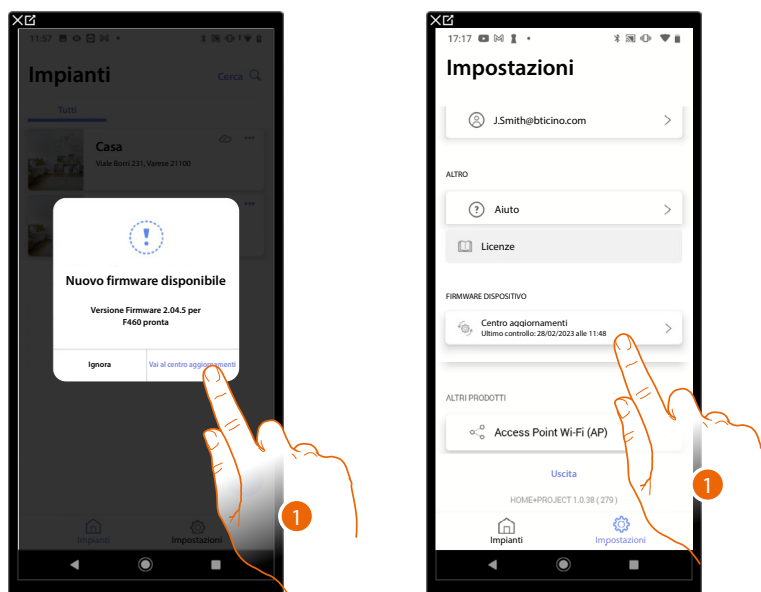 11:57
Impianti
Cerca
Tutti
Casa
Viale Borri 231, Varese 21100
Nuovo firmware disponibile
Versione Firmware 2.04.5 per
F460 pronta
Ignora
Vai al centro aggiornamenti
Impianti
Impostazioni
1
17:17
Impostazioni
J.Smith@bticino.com
ALTRO
Aiuto
Licenze
FIRMWARE DISPOSITIVO
Centro aggiornamenti
Ultimo controllo: 28/02/2023 alle 11:48
ALTRI PRODOTTI
Access Point Wi-Fi (AP)
Uscita
HOME+PROJECT 1.0.38 ( 279 )
Impianti
Impostazioni
1